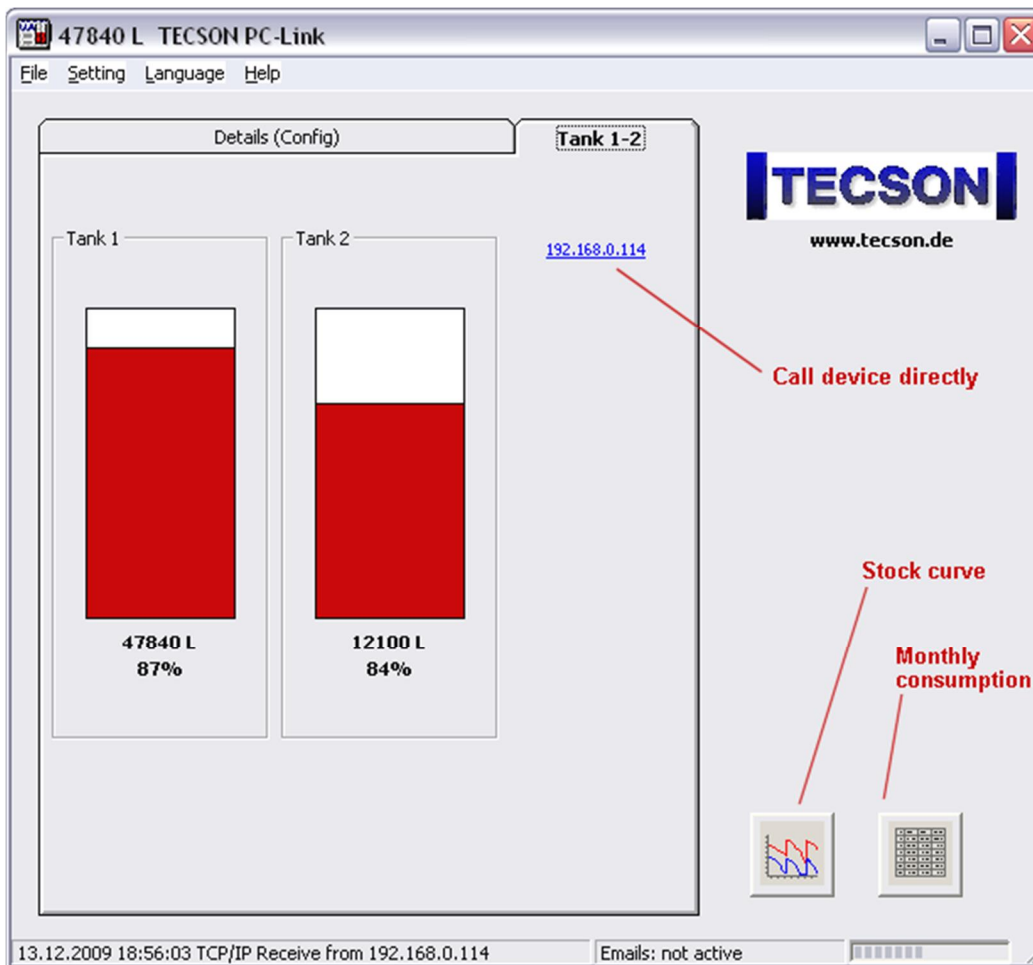 47840 L TECSON PC-Link
File Setting Language Help
Details (Config)
Tank 1-2
TECSON
www.tecson.de
Tank 1
Tank 2
192.168.0.114
Call device directly
47840 L
87%
12100 L
84%
Stock curve
Monthly
consumption
13.12.2009 18:56:03 TCP/IP Receive from 192.168.0.114
Emails: not active